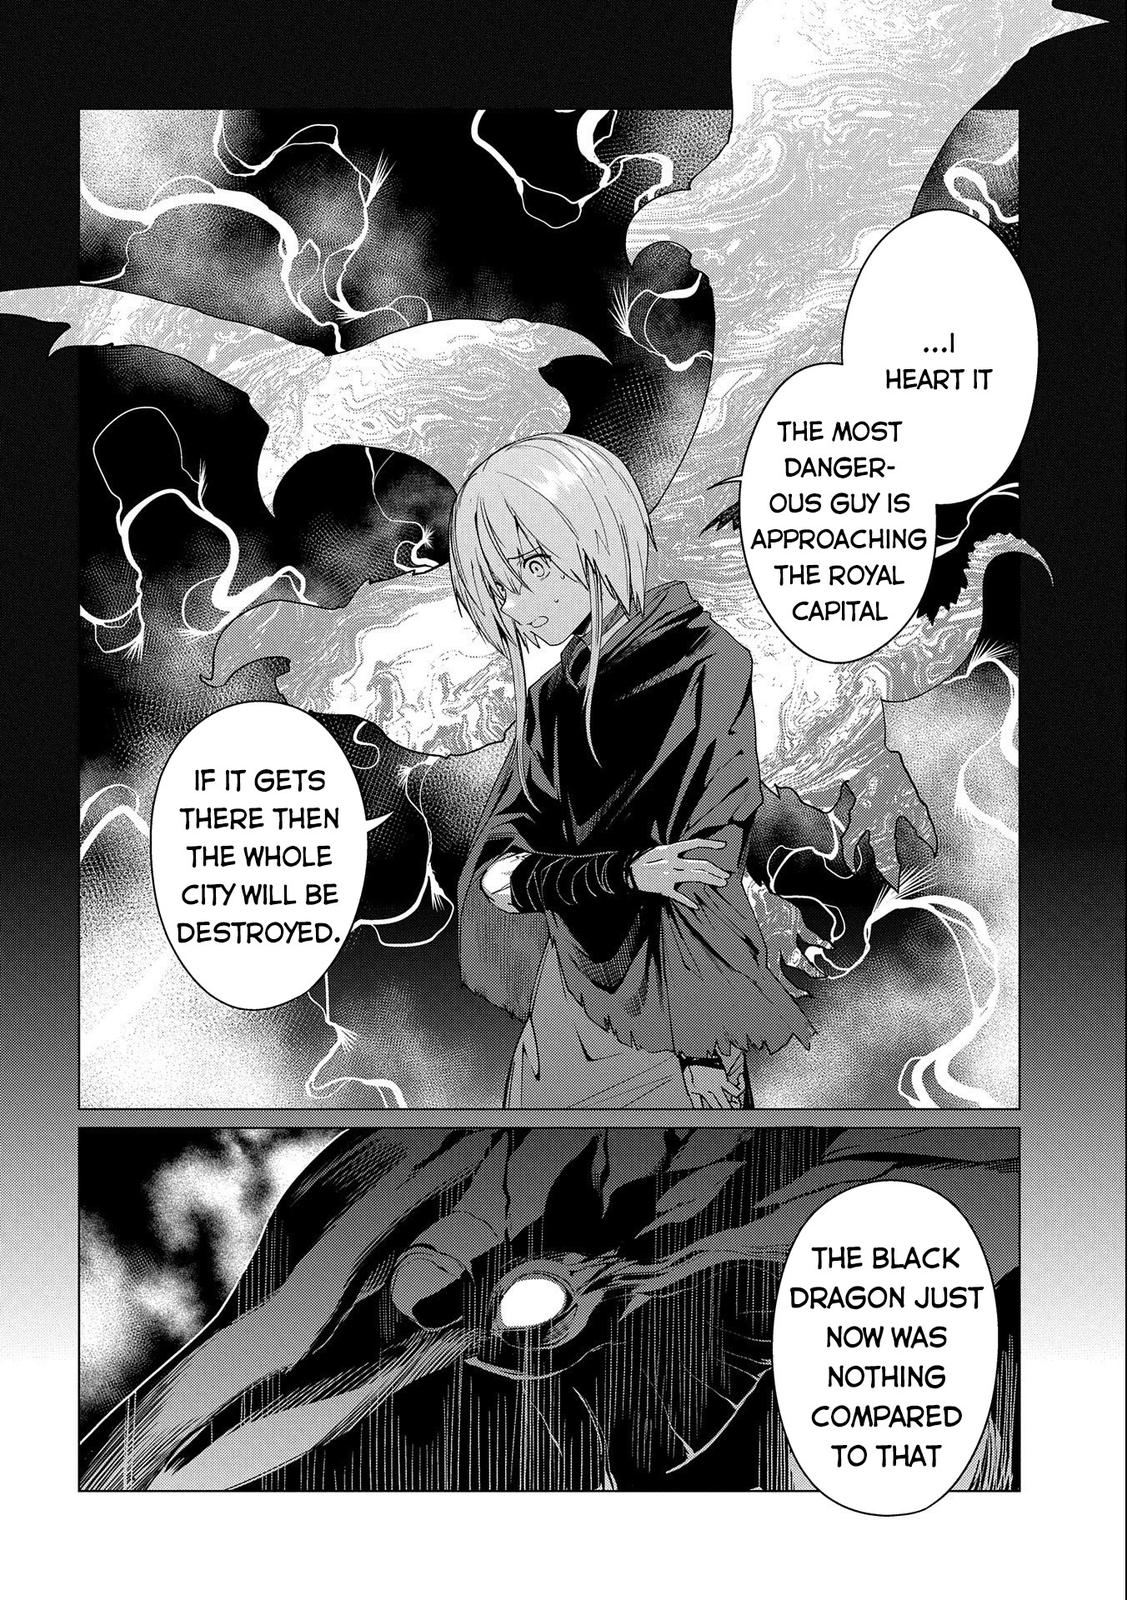 ...I
HEART IT
THE MOST
DANGER-
OUS GUY IS
APPROACHING
THE ROYAL
CAPITAL
IF IT GETS
THERE THEN
THE WHOLE
CITY WILL BE
DESTROYED.
THE BLACK
DRAGON JUST
NOW WAS
NOTHING
COMPARED
TO THAT